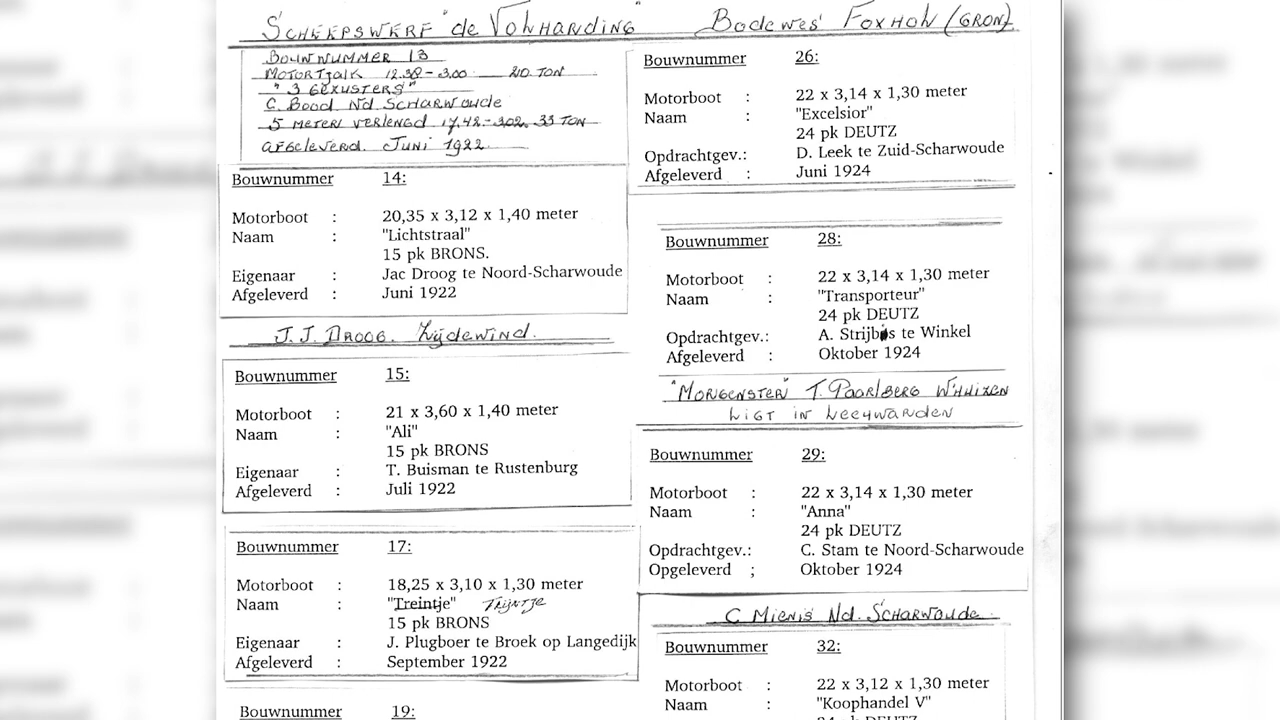 SCHEEPSWERF "de VOLHARDING" Bodewes FOXHOL (GRON).
BOUWNUMMER 13
MOTORTJALK 12.38 - 3.00 20 TON
" 3 GEZUSTERS"
C. Bood Nd SCHARWOUDE
5 METER VERLENGD 17,42 - 302. 33 TON
AFGELEVERD. JUNI 1922
Bouwnummer 14:
Motorboot : 20,35 x 3,12 x 1,40 meter
Naam : "Lichtstraal"
15 pk BRONS.
Eigenaar : Jac Droog te Noord-Scharwoude
Afgeleverd : Juni 1922
J.J. DROOG. Zijdewind.
Bouwnummer 15:
Motorboot : 21 x 3,60 x 1,40 meter
Naam : "Ali"
15 pk BRONS
Eigenaar : T. Buisman te Rustenburg
Afgeleverd : Juli 1922
Bouwnummer 17:
Motorboot : 18,25 x 3,10 x 1,30 meter
Naam : "Treintje" TRIJNTJE
15 pk BRONS
Eigenaar : J. Plugboer te Broek op Langedijk
Afgeleverd : September 1922
Bouwnummer 19:
Bouwnummer 26:
Motorboot : 22 x 3,14 x 1,30 meter
Naam : "Excelsior"
24 pk DEUTZ
Opdrachtgev.: D. Leek te Zuid-Scharwoude
Afgeleverd : Juni 1924
Bouwnummer 28:
Motorboot : 22 x 3,14 x 1,30 meter
Naam : "Transporteur"
24 pk DEUTZ
Opdrachtgev.: A. Strijbis te Winkel
Afgeleverd : Oktober 1924
"MORGENSTER" T. PAARLBERG W'HUIZEN
LIGT IN LEEUWARDEN
Bouwnummer 29:
Motorboot : 22 x 3,14 x 1,30 meter
Naam : "Anna"
24 pk DEUTZ
Opdrachtgev.: C. Stam te Noord-Scharwoude
Opgeleverd ; Oktober 1924
C MIENIS Nd. SCHARWOUDE.
Bouwnummer 32:
Motorboot : 22 x 3,12 x 1,30 meter
Naam : "Koophandel V"
24 pk DEUTZ